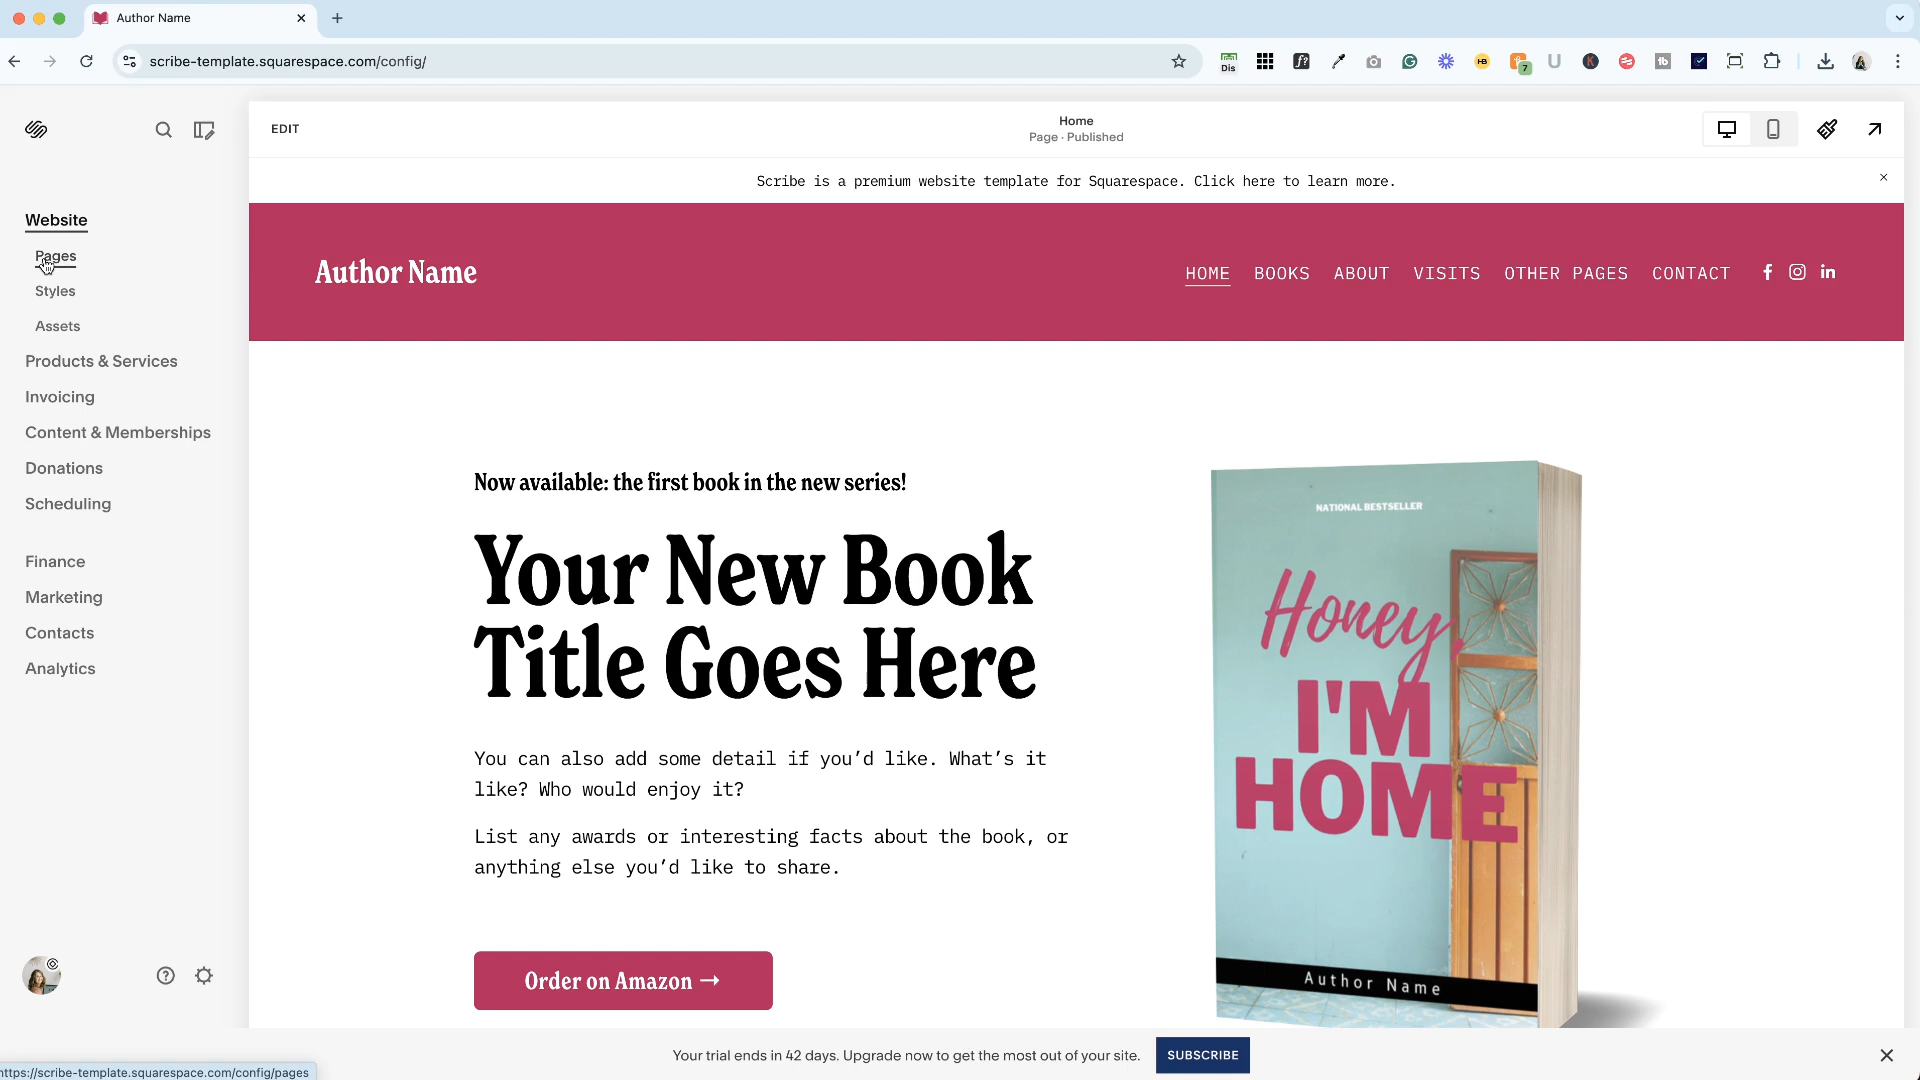 Author Name
scribe-template.squarespace.com/config/
Dis
f?
HB
7
U
K
tb
EDIT
Home
Page · Published
Scribe is a premium website template for Squarespace. Click here to learn more.
Website
Pages
Styles
Assets
Products & Services
Invoicing
Content & Memberships
Donations
Scheduling
Finance
Marketing
Contacts
Analytics
Author Name
HOME BOOKS ABOUT VISITS OTHER PAGES CONTACT
Now available: the first book in the new series!
Your New Book
Title Goes Here
You can also add some detail if you’d like. What’s it
like? Who would enjoy it?
List any awards or interesting facts about the book, or
anything else you’d like to share.
Order on Amazon →
NATIONAL BESTSELLER
Honey,
I'M
HOME
Author Name
Your trial ends in 42 days. Upgrade now to get the most out of your site.
SUBSCRIBE
https://scribe-template.squarespace.com/config/pages